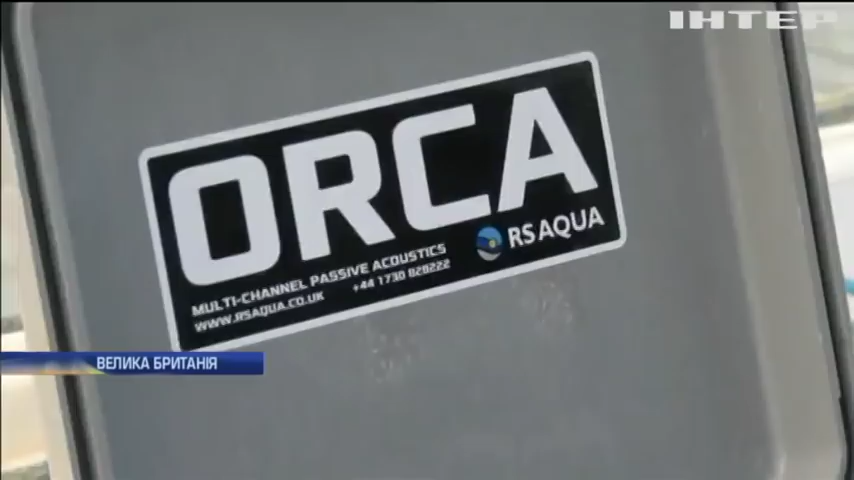 ІНТЕР
ORCA
RS AQUA
MULTI-CHANNEL PASSIVE ACOUSTICS
WWW.RSAQUA.CO.UK +44 1730 828222
ВЕЛИКА БРИТАНІЯ